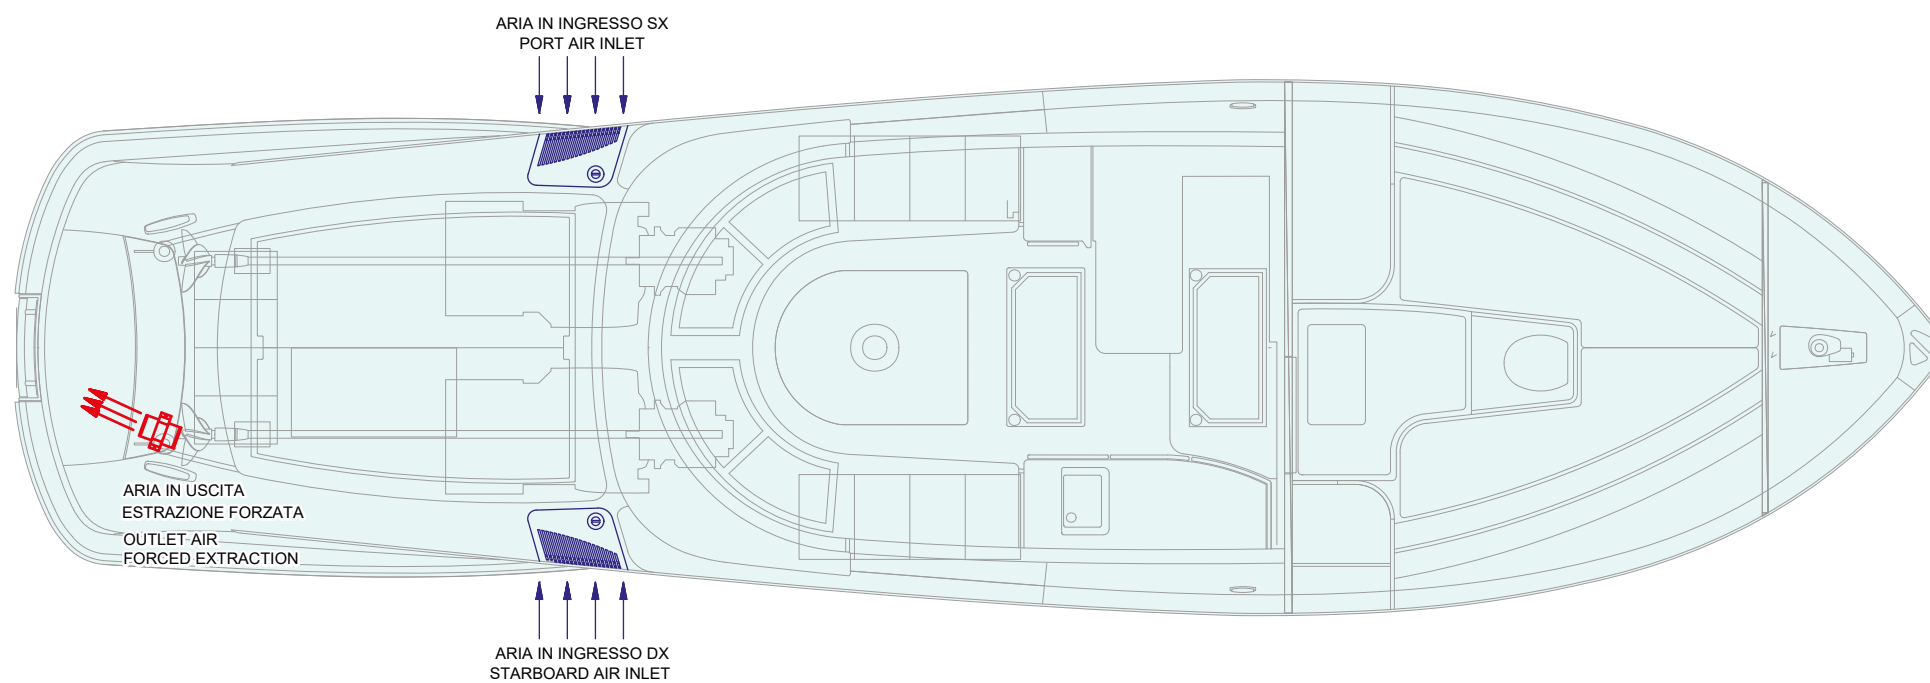 ARIA IN INGRESSO SX
PORT AIR INLET
ARIA IN USCITA
ESTRAZIONE FORZATA
OUTLET AIR
FORCED EXTRACTION
ARIA IN INGRESSO DX
STARBOARD AIR INLET